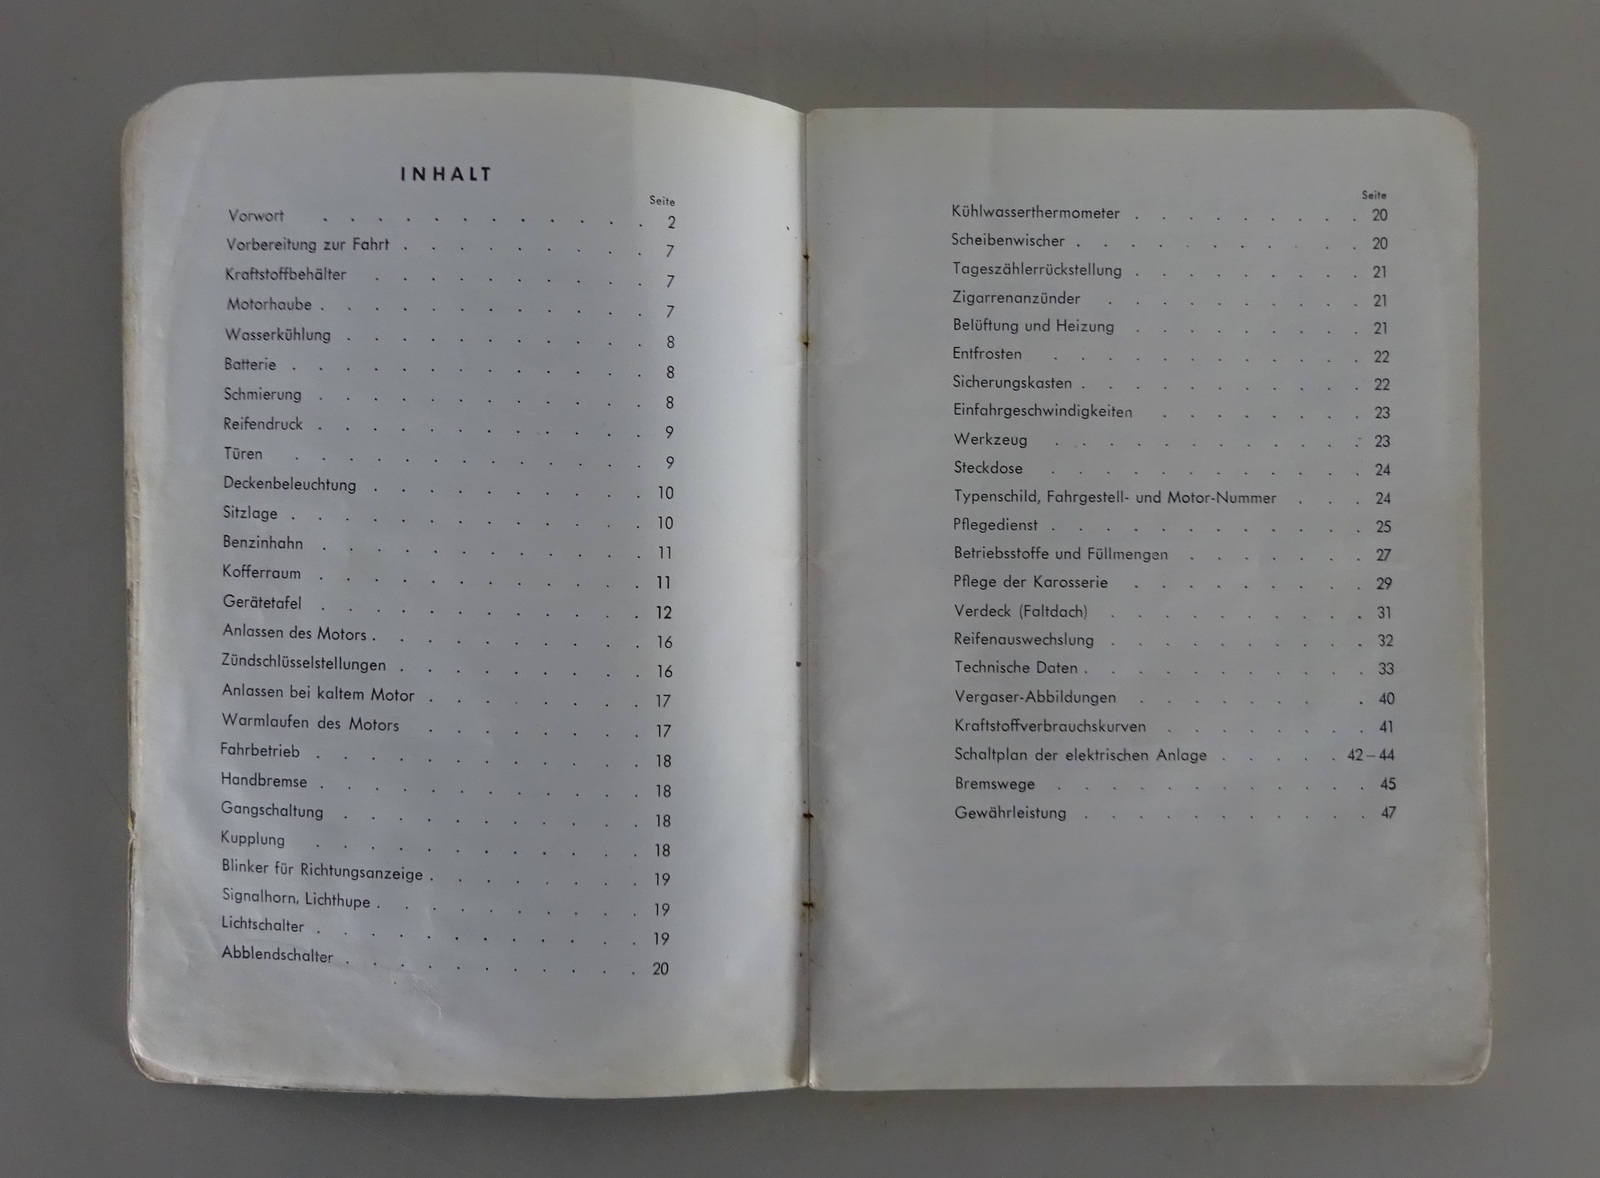 INHALT
Seite
Vorwort . . . . . . . . . . . . 2
Vorbereitung zur Fahrt . . . . . . . . . 7
Kraftstoffbehälter . . . . . . . . . . 7
Motorhaube . . . . . . . . . . . . 7
Wasserkühlung . . . . . . . . . . . 8
Batterie . . . . . . . . . . . . . 8
Schmierung . . . . . . . . . . . . 8
Reifendruck . . . . . . . . . . . . 9
Türen . . . . . . . . . . . . . 9
Deckenbeleuchtung . . . . . . . . . . 10
Sitzlage . . . . . . . . . . . . . 10
Benzinhahn . . . . . . . . . . . . 11
Kofferraum . . . . . . . . . . . . 11
Gerätetafel . . . . . . . . . . . . 12
Anlassen des Motors . . . . . . . . . . 16
Zündschlüsselstellungen . . . . . . . . . 16
Anlassen bei kaltem Motor . . . . . . . . 17
Warmlaufen des Motors . . . . . . . . 17
Fahrbetrieb . . . . . . . . . . . . 18
Handbremse . . . . . . . . . . . . 18
Gangschaltung . . . . . . . . . . . 18
Kupplung . . . . . . . . . . . . 18
Blinker für Richtungsanzeige . . . . . . . . 19
Signalhorn, Lichthupe . . . . . . . . . . 19
Lichtschalter . . . . . . . . . . . . 19
Abblendschalter . . . . . . . . . . . 20
Seite
Kühlwasserthermometer . . . . . . . . . 20
Scheibenwischer . . . . . . . . . . . 20
Tageszählerrückstellung . . . . . . . . . 21
Zigarrenanzünder . . . . . . . . . . 21
Belüftung und Heizung . . . . . . . . . 21
Entfrosten . . . . . . . . . . . . 22
Sicherungskasten . . . . . . . . . . . 22
Einfahrgeschwindigkeiten . . . . . . . . 23
Werkzeug . . . . . . . . . . . . 23
Steckdose . . . . . . . . . . . . 24
Typenschild, Fahrgestell- und Motor-Nummer . . . 24
Pflegedienst . . . . . . . . . . . . 25
Betriebsstoffe und Füllmengen . . . . . . . 27
Pflege der Karosserie . . . . . . . . . 29
Verdeck (Faltdach) . . . . . . . . . . 31
Reifenauswechslung . . . . . . . . . . 32
Technische Daten . . . . . . . . . . . 33
Vergaser-Abbildungen . . . . . . . . 40
Kraftstoffverbrauchskurven . . . . . . . . 41
Schaltplan der elektrischen Anlage . . . . . 42–44
Bremswege . . . . . . . . . . . . 45
Gewährleistung . . . . . . . . . . . 47